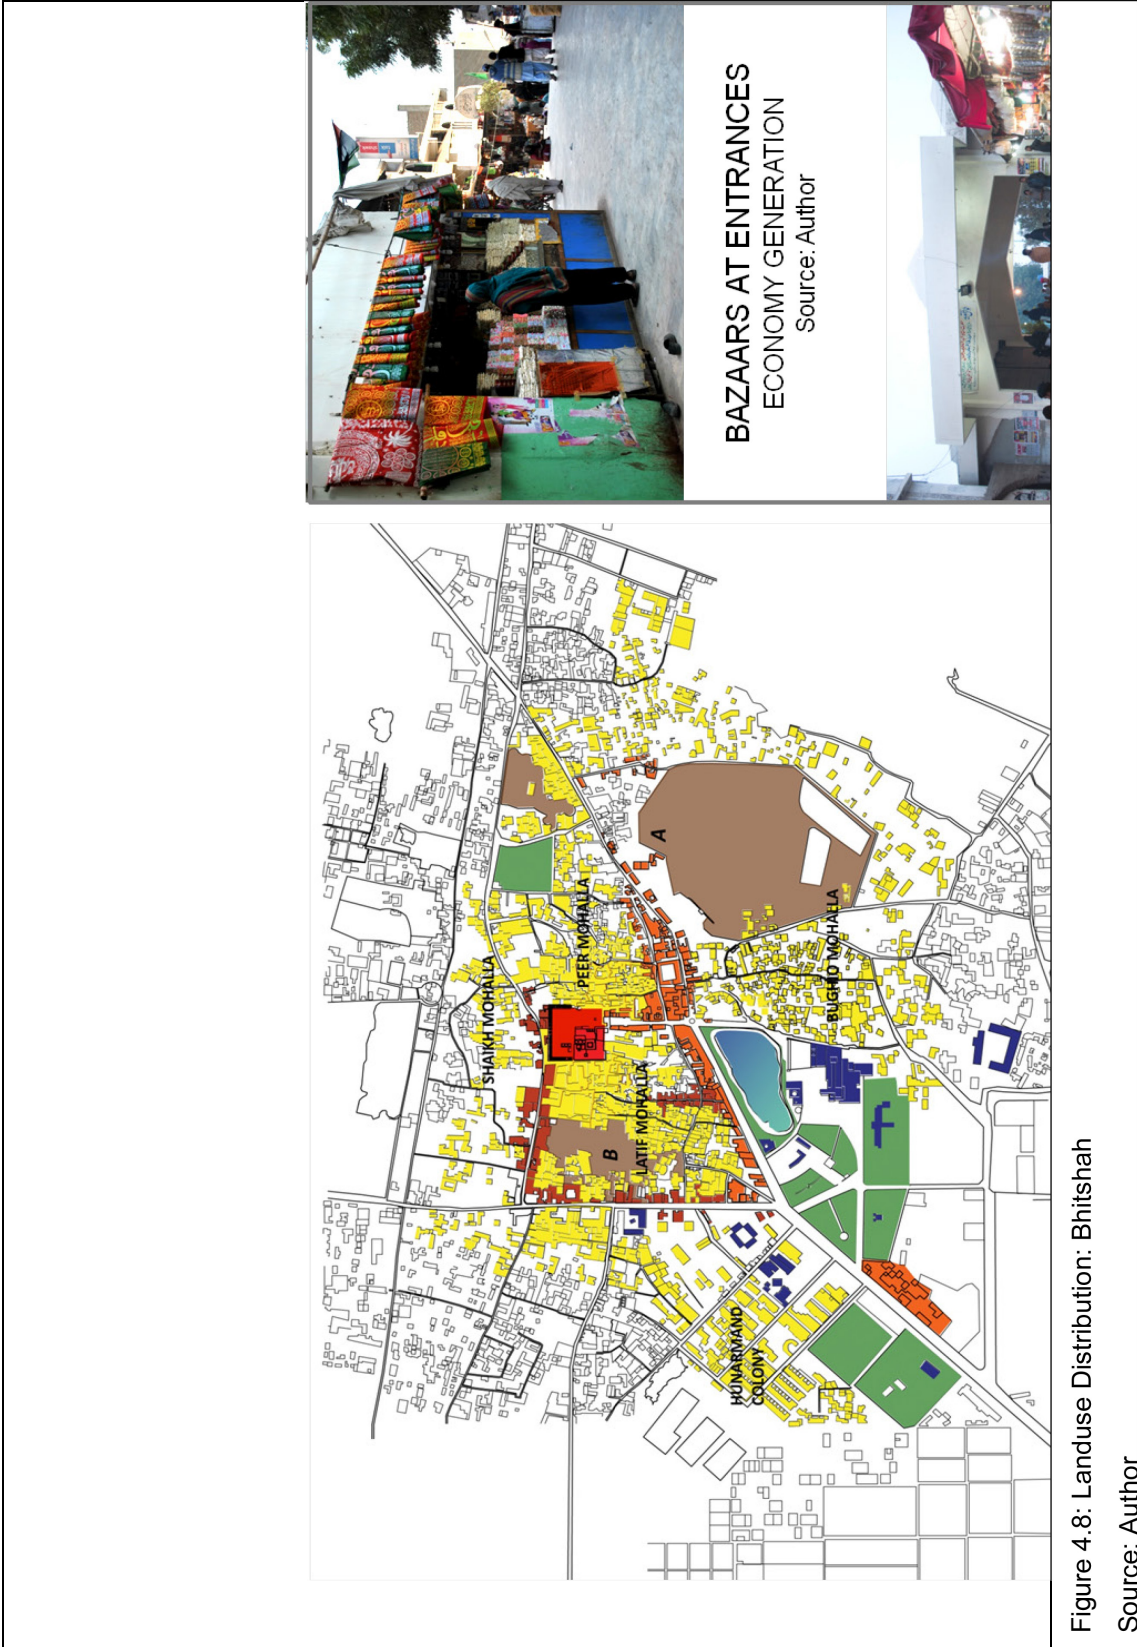 BAZAARS AT ENTRANCES
ECONOMY GENERATION
Source: Author
SHAIKH MOHALLA
PEER MOHALLA
LATIF MOHALLA
BUGHIO MOHALLA
HUNARMAND
COLONY
A
B
Figure 4.8: Landuse Distribution: Bhitshah
Source: Author